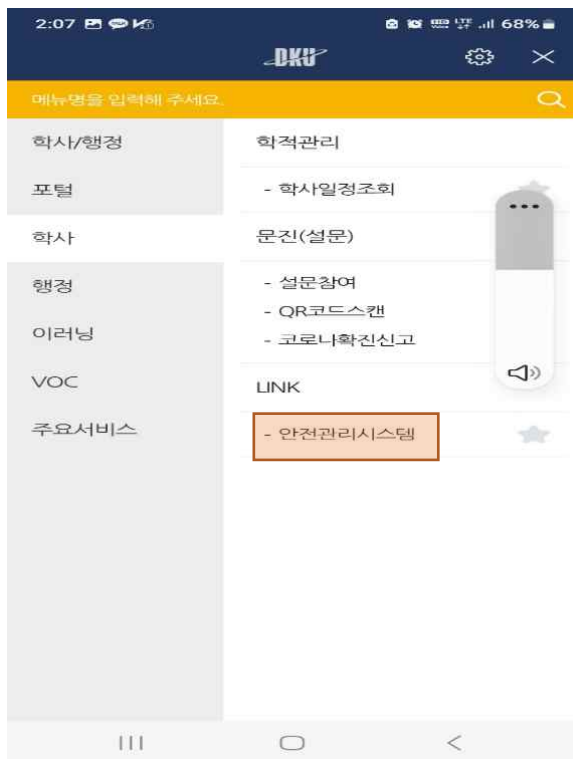 2:07 68%
DKU
메뉴명을 입력해 주세요.
학사/행정
포털
학사
행정
이러닝
VOC
주요서비스
학적관리
- 학사일정조회
문진(설문)
- 설문참여
- QR코드스캔
- 코로나확진신고
LINK
- 안전관리시스템